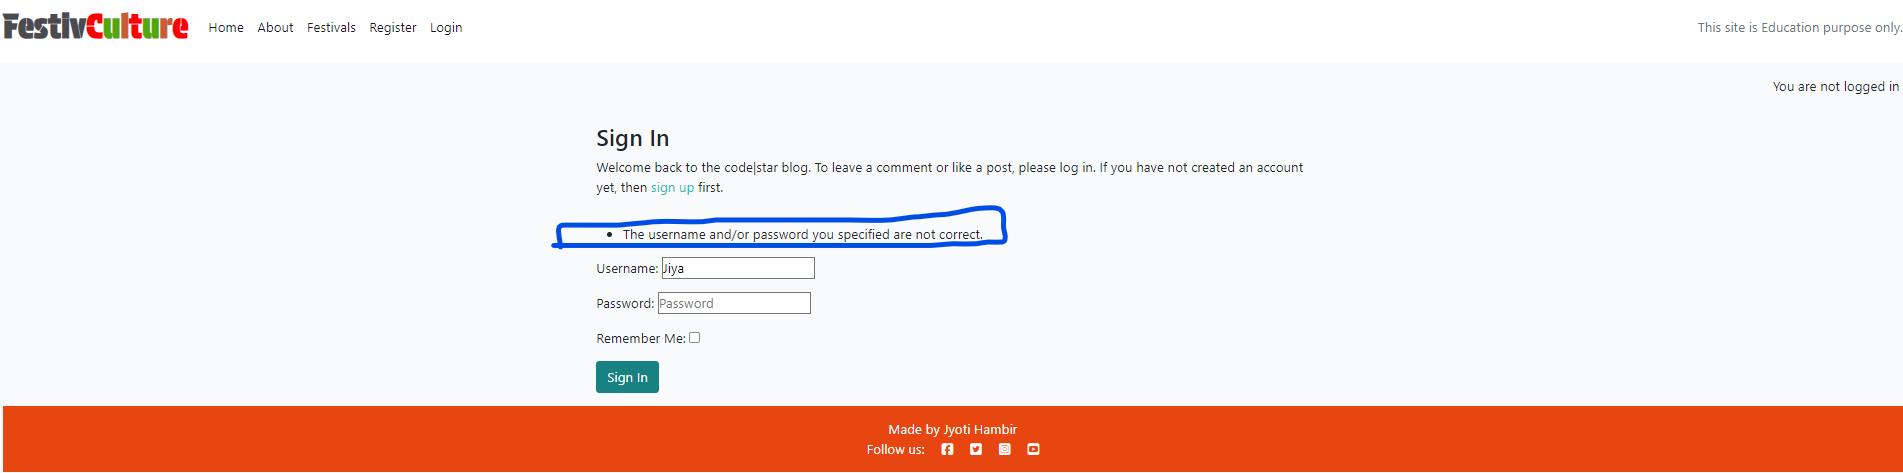 FestivCulture Home About Festivals Register Login This site is Education purpose only.
You are not logged in
Sign In
Welcome back to the code|star blog. To leave a comment or like a post, please log in. If you have not created an account
yet, then sign up first.
• The username and/or password you specified are not correct.
Username: Jiya
Password: Password
Remember Me:
Sign In
Made by Jyoti Hambir
Follow us: